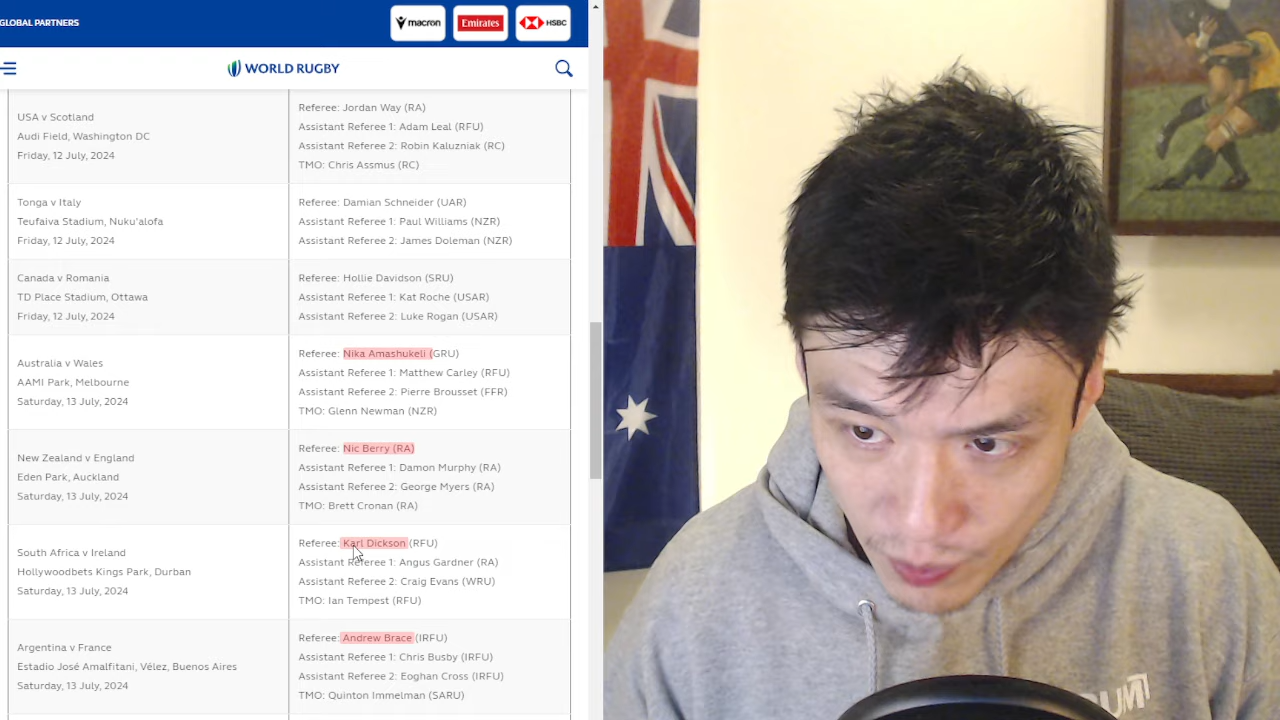 GLOBAL PARTNERS
macron
Emirates
HSBC
WORLD RUGBY
USA v Scotland
Audi Field, Washington DC
Friday, 12 July, 2024
Referee: Jordan Way (RA)
Assistant Referee 1: Adam Leal (RFU)
Assistant Referee 2: Robin Kaluzniak (RC)
TMO: Chris Assmus (RC)
Tonga v Italy
Teufaiva Stadium, Nuku'alofa
Friday, 12 July, 2024
Referee: Damian Schneider (UAR)
Assistant Referee 1: Paul Williams (NZR)
Assistant Referee 2: James Doleman (NZR)
Canada v Romania
TD Place Stadium, Ottawa
Friday, 12 July, 2024
Referee: Hollie Davidson (SRU)
Assistant Referee 1: Kat Roche (USAR)
Assistant Referee 2: Luke Rogan (USAR)
Australia v Wales
AAMI Park, Melbourne
Saturday, 13 July, 2024
Referee: Nika Amashukeli (GRU)
Assistant Referee 1: Matthew Carley (RFU)
Assistant Referee 2: Pierre Brousset (FFR)
TMO: Glenn Newman (NZR)
New Zealand v England
Eden Park, Auckland
Saturday, 13 July, 2024
Referee: Nic Berry (RA)
Assistant Referee 1: Damon Murphy (RA)
Assistant Referee 2: George Myers (RA)
TMO: Brett Cronan (RA)
South Africa v Ireland
Hollywoodbets Kings Park, Durban
Saturday, 13 July, 2024
Referee: Karl Dickson (RFU)
Assistant Referee 1: Angus Gardner (RA)
Assistant Referee 2: Craig Evans (WRU)
TMO: Ian Tempest (RFU)
Argentina v France
Estadio José Amalfitani, Vélez, Buenos Aires
Saturday, 13 July, 2024
Referee: Andrew Brace (IRFU)
Assistant Referee 1: Chris Busby (IRFU)
Assistant Referee 2: Eoghan Cross (IRFU)
TMO: Quinton Immelman (SARU)